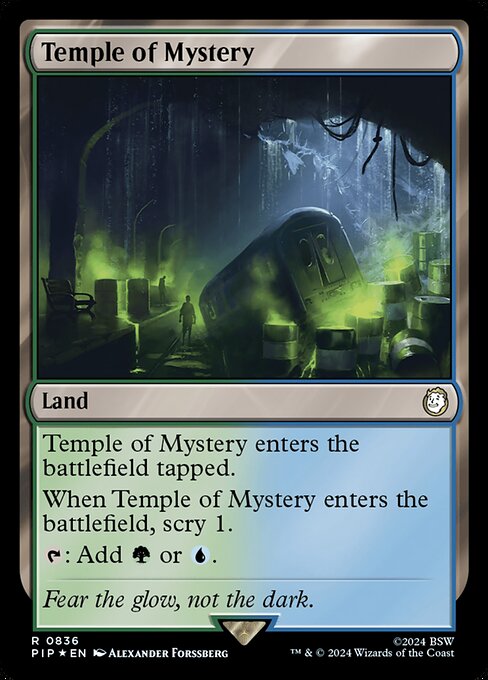 Temple of Mystery
Land
Temple of Mystery enters the
battlefield tapped.
When Temple of Mystery enters the
battlefield, scry 1.
: Add or .
Fear the glow, not the dark.
R 0836
PIP ★ EN Alexander Forssberg
©2024 BSW
™ & © 2024 Wizards of the Coast